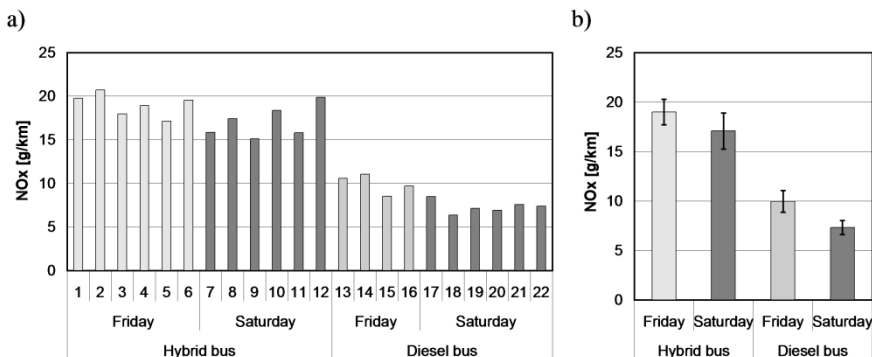 a)
25
20
15
10
5
0
NOx [g/km]
1 2 3 4 5 6 7 8 9 10 11 12 13 14 15 16 17 18 19 20 21 22
Friday Saturday Friday Saturday
Hybrid bus Diesel bus
b)
25
20
15
10
5
0
NOx [g/km]
Friday Saturday Friday Saturday
Hybrid bus Diesel bus